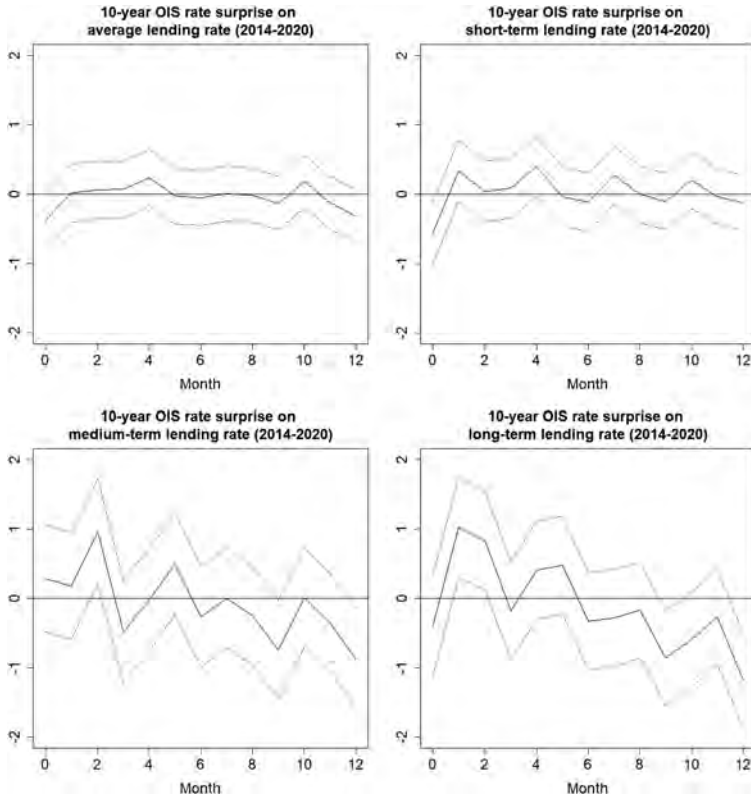 10-year OIS rate surprise on
average lending rate (2014-2020)
2
1
0
-1
-2
0 2 4 6 8 10 12
Month
10-year OIS rate surprise on
short-term lending rate (2014-2020)
2
1
0
-1
-2
0 2 4 6 8 10 12
Month
10-year OIS rate surprise on
medium-term lending rate (2014-2020)
2
1
0
-1
-2
0 2 4 6 8 10 12
Month
10-year OIS rate surprise on
long-term lending rate (2014-2020)
2
1
0
-1
-2
0 2 4 6 8 10 12
Month